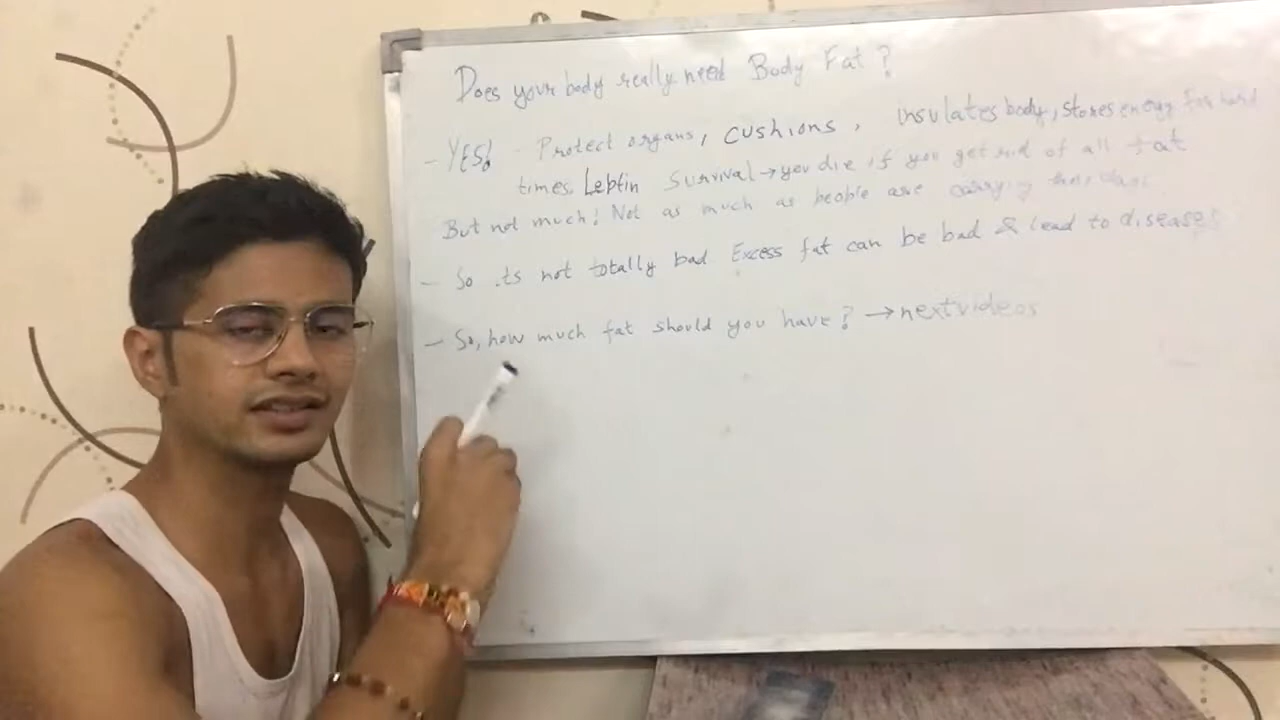 Does your body really need Body Fat?
- YES! - Protect organs, cushions, insulates body, stores energy for hard
times. Leptin Survival → you die if you get rid of all fat
But not much! Not as much as people are carrying these days
- So its not totally bad. Excess fat can be bad & lead to diseases
- So, how much fat should you have? → next videos